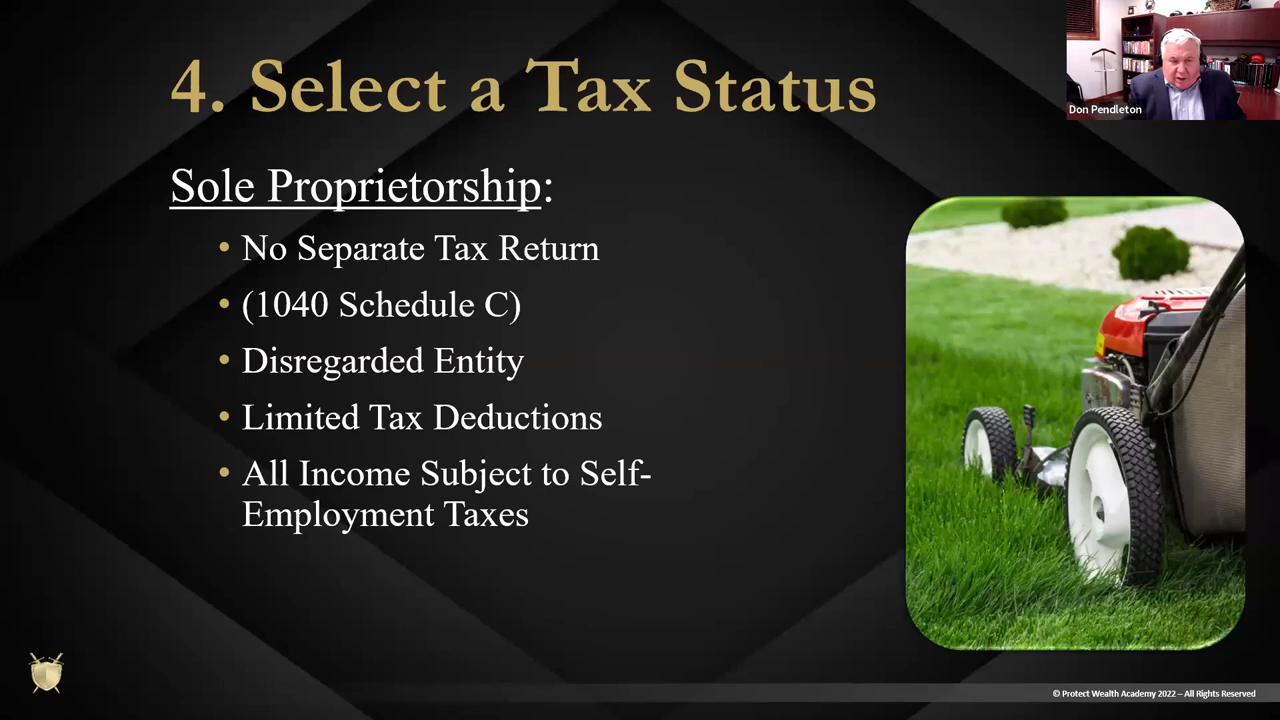 4. Select a Tax Status
Don Pendleton
Sole Proprietorship:
• No Separate Tax Return
• (1040 Schedule C)
• Disregarded Entity
• Limited Tax Deductions
• All Income Subject to Self-
Employment Taxes
© Protect Wealth Academy 2022 – All Rights Reserved